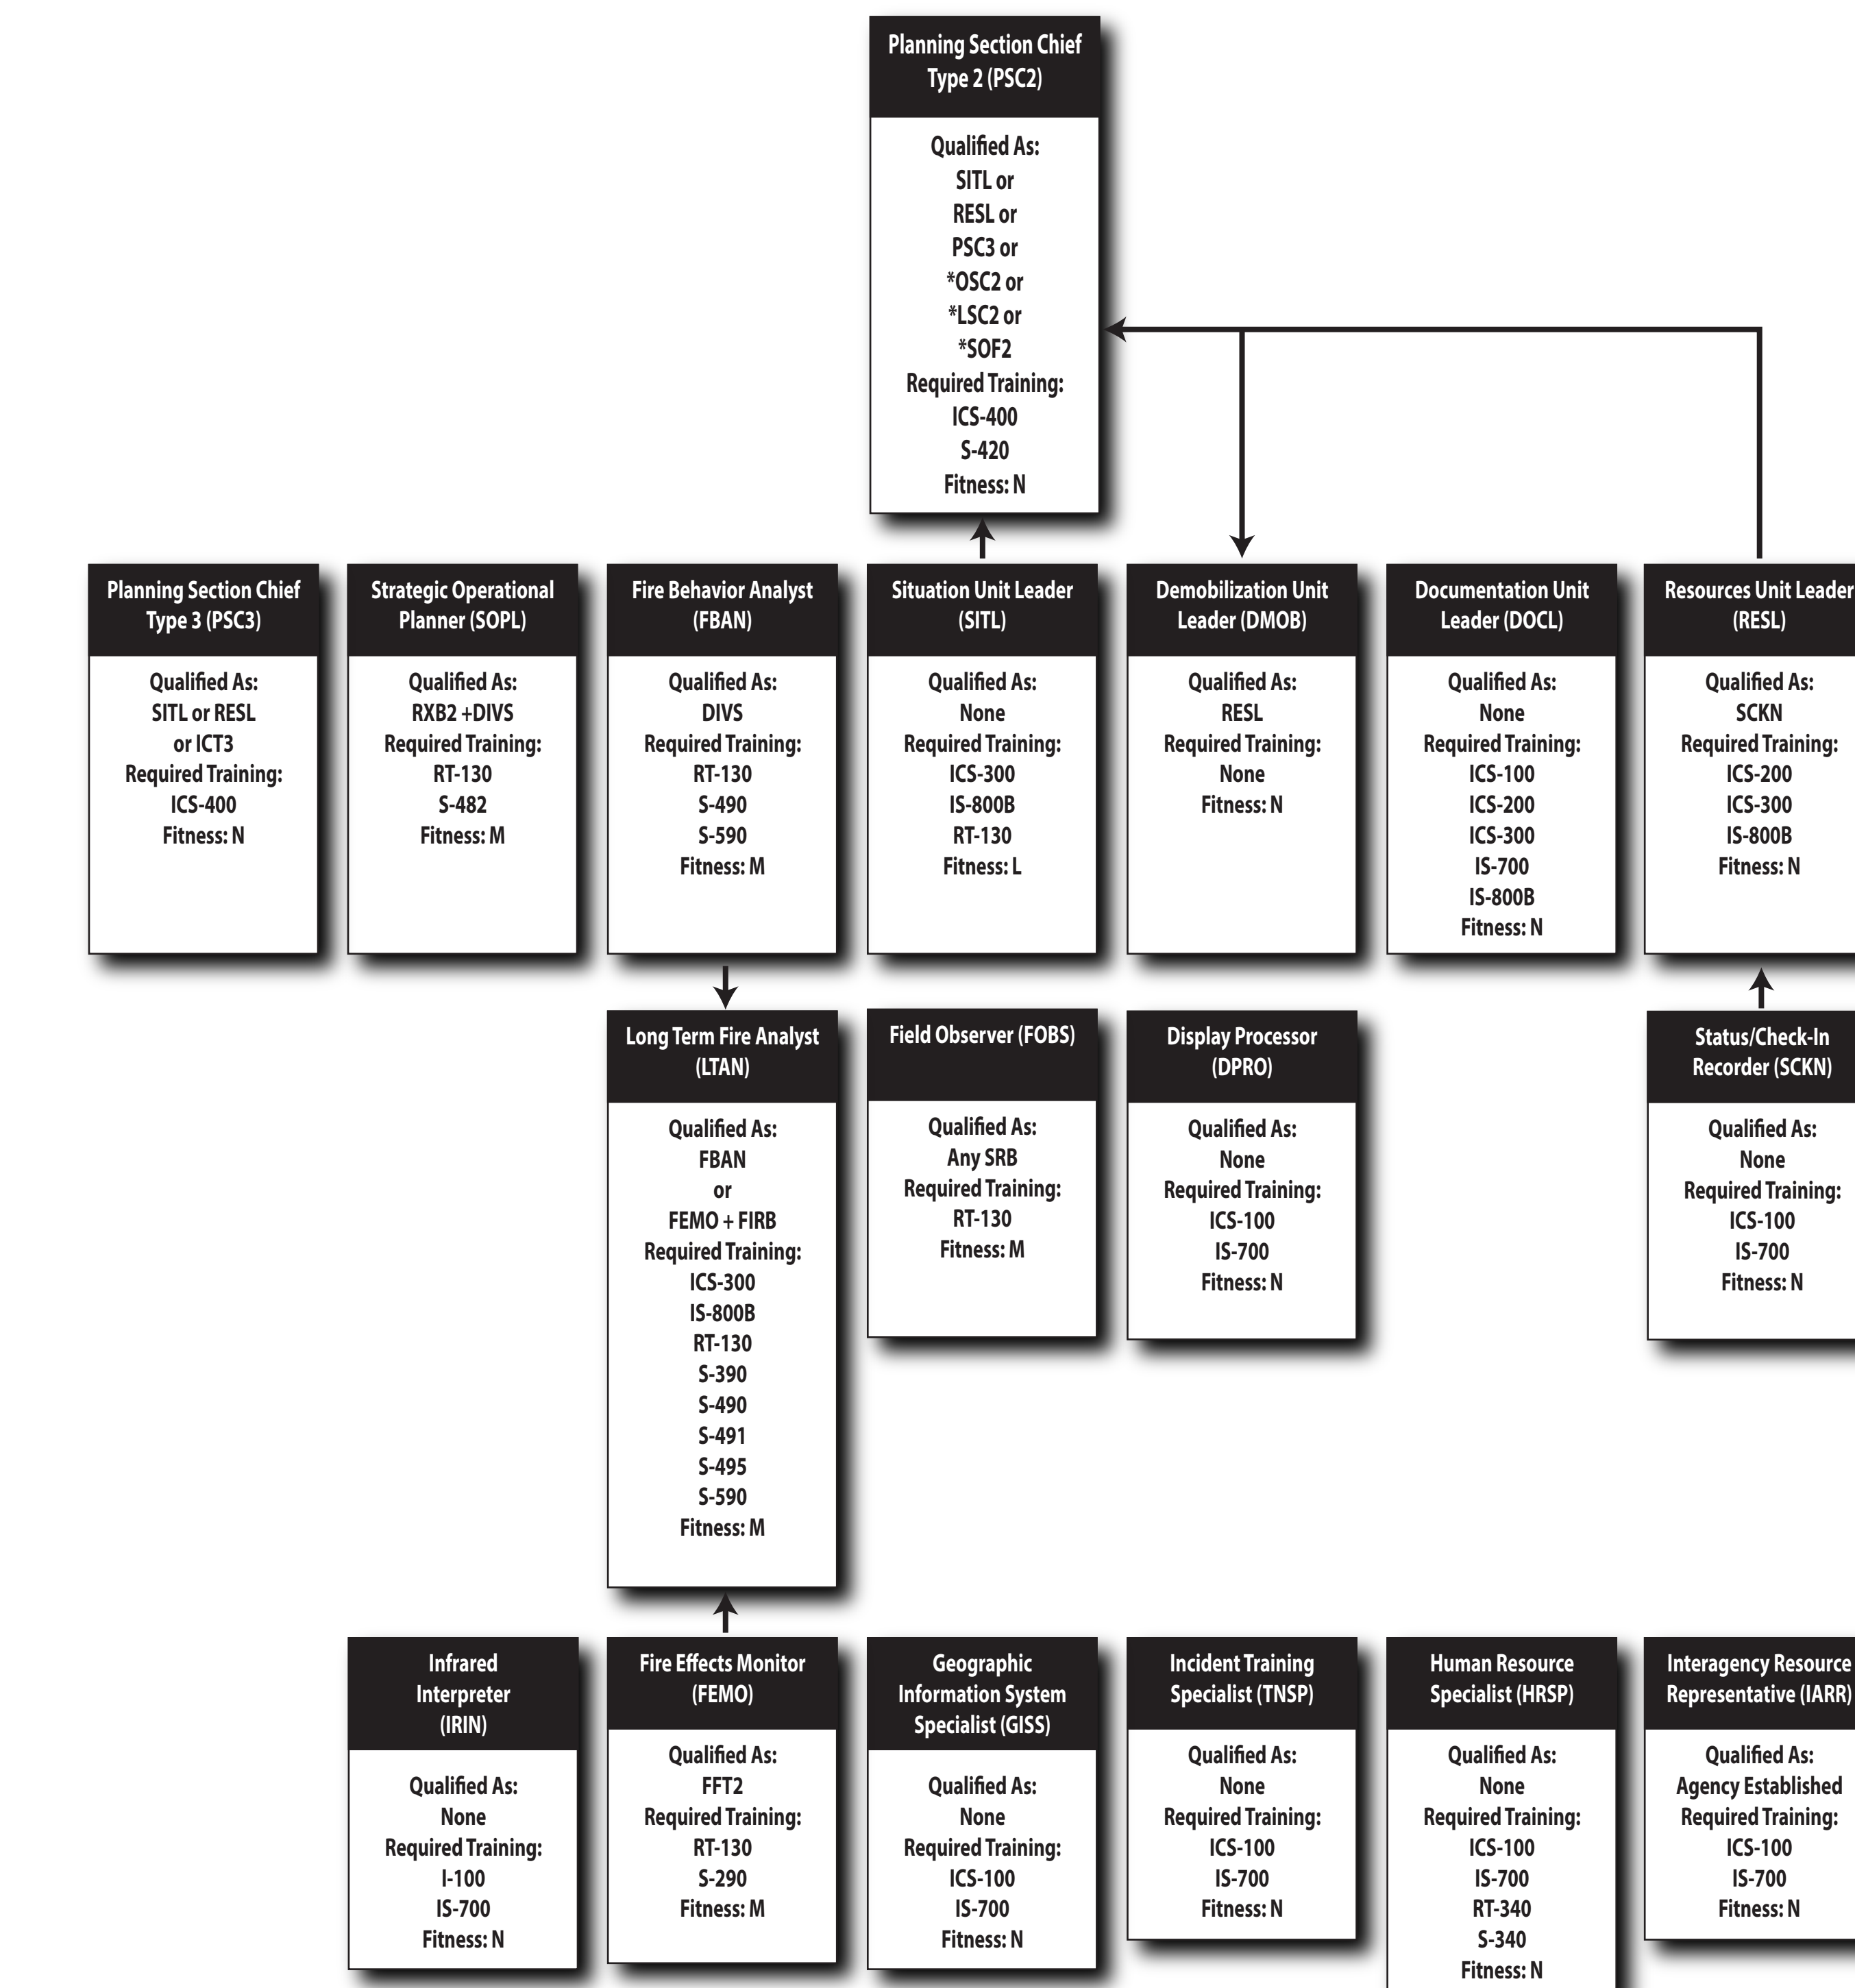 Planning Section Chief
Type 2 (PSC2)
Qualified As:
SITL or
RESL or
PSC3 or
*OSC2 or
*LSC2 or
*SOF2
Required Training:
ICS-400
S-420
Fitness: N
Planning Section Chief
Type 3 (PSC3)
Qualified As:
SITL or RESL
or ICT3
Required Training:
ICS-400
Fitness: N
Strategic Operational
Planner (SOPL)
Qualified As:
RXB2 +DIVS
Required Training:
RT-130
S-482
Fitness: M
Fire Behavior Analyst
(FBAN)
Qualified As:
DIVS
Required Training:
RT-130
S-490
S-590
Fitness: M
Situation Unit Leader
(SITL)
Qualified As:
None
Required Training:
ICS-300
IS-800B
RT-130
Fitness: L
Demobilization Unit
Leader (DMOB)
Qualified As:
RESL
Required Training:
None
Fitness: N
Documentation Unit
Leader (DOCL)
Qualified As:
None
Required Training:
ICS-100
ICS-200
ICS-300
IS-700
IS-800B
Fitness: N
Resources Unit Leader
(RESL)
Qualified As:
SCKN
Required Training:
ICS-200
ICS-300
IS-800B
Fitness: N
Long Term Fire Analyst
(LTAN)
Qualified As:
FBAN
or
FEMO + FIRB
Required Training:
ICS-300
IS-800B
RT-130
S-390
S-490
S-491
S-495
S-590
Fitness: M
Field Observer (FOBS)
Qualified As:
Any SRB
Required Training:
RT-130
Fitness: M
Display Processor
(DPRO)
Qualified As:
None
Required Training:
ICS-100
IS-700
Fitness: N
Status/Check-In
Recorder (SCKN)
Qualified As:
None
Required Training:
ICS-100
IS-700
Fitness: N
Infrared
Interpreter
(IRIN)
Qualified As:
None
Required Training:
I-100
IS-700
Fitness: N
Fire Effects Monitor
(FEMO)
Qualified As:
FFT2
Required Training:
RT-130
S-290
Fitness: M
Geographic
Information System
Specialist (GISS)
Qualified As:
None
Required Training:
ICS-100
IS-700
Fitness: N
Incident Training
Specialist (TNSP)
Qualified As:
None
Required Training:
ICS-100
IS-700
Fitness: N
Human Resource
Specialist (HRSP)
Qualified As:
None
Required Training:
ICS-100
IS-700
RT-340
S-340
Fitness: N
Interagency Resource
Representative (IARR)
Qualified As:
Agency Established
Required Training:
ICS-100
IS-700
Fitness: N